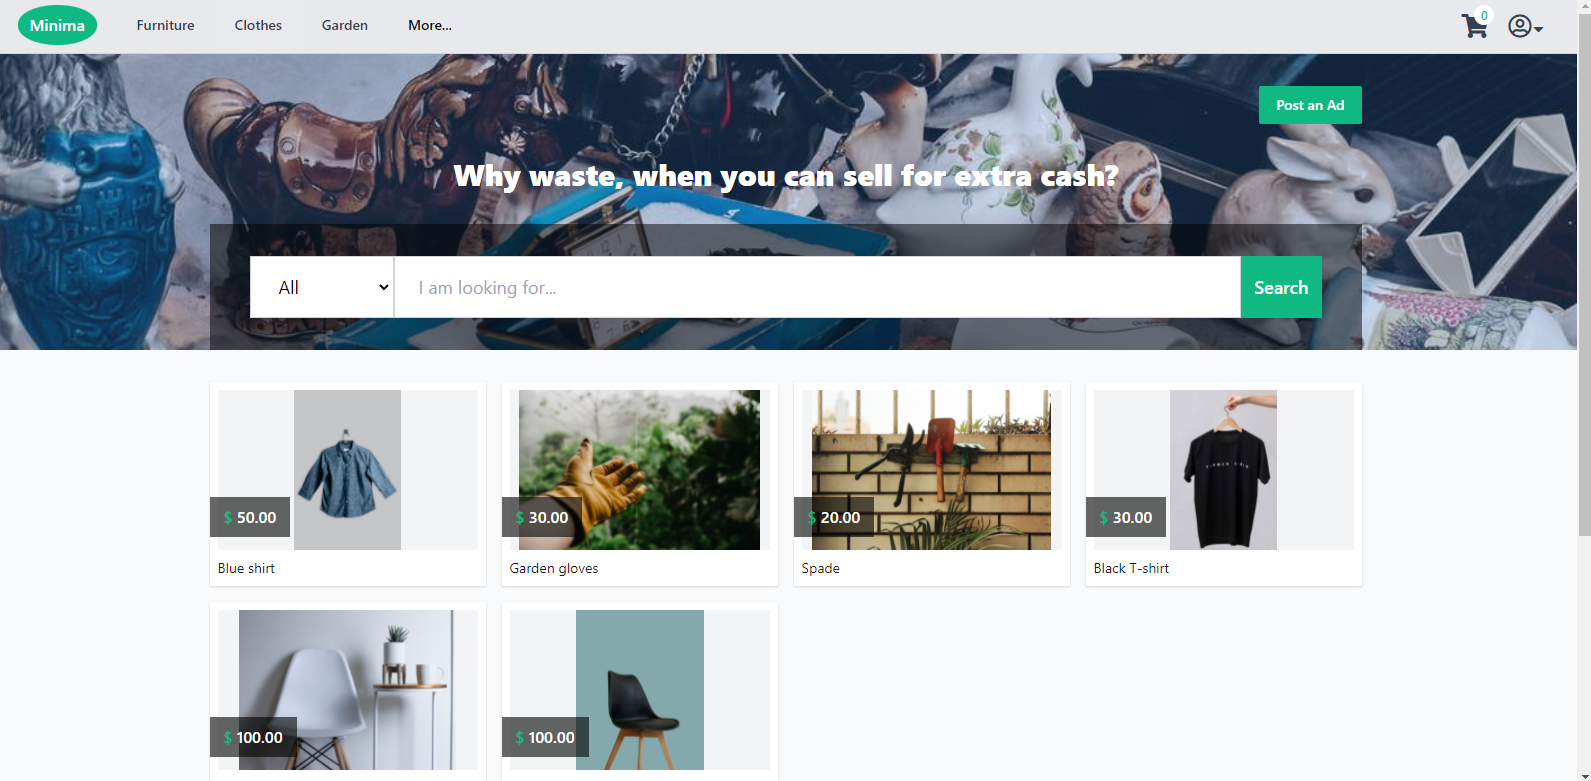 Minima
Furniture
Clothes
Garden
More...
0
Post an Ad
Why waste, when you can sell for extra cash?
All
I am looking for...
Search
$ 50.00
Blue shirt
$ 30.00
Garden gloves
$ 20.00
Spade
$ 30.00
Black T-shirt
$ 100.00
$ 100.00